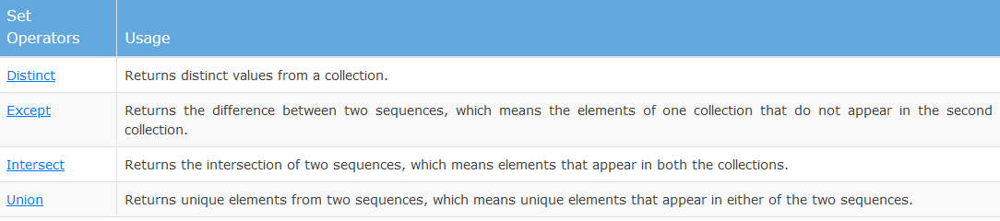 Set
Operators
Usage
Distinct
Returns distinct values from a collection.
Except
Returns the difference between two sequences, which means the elements of one collection that do not appear in the second
collection.
Intersect
Returns the intersection of two sequences, which means elements that appear in both the collections.
Union
Returns unique elements from two sequences, which means unique elements that appear in either of the two sequences.